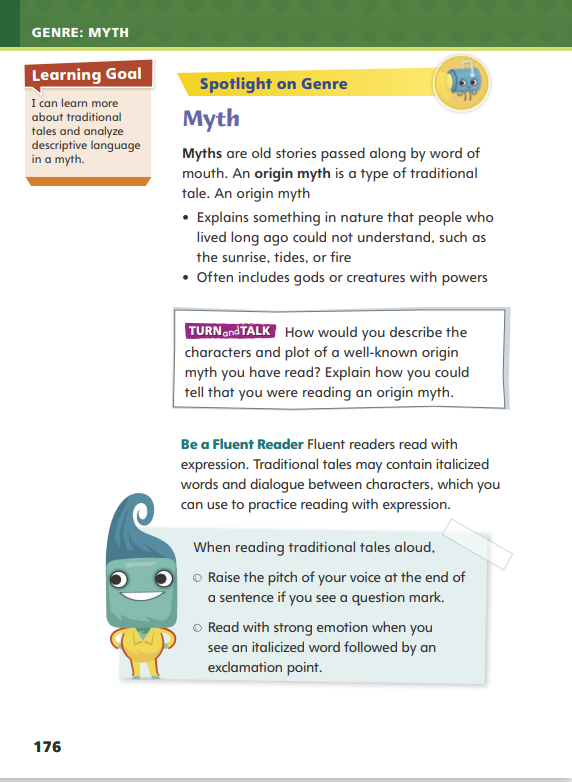 GENRE: MYTH
Learning Goal
I can learn more
about traditional
tales and analyze
descriptive language
in a myth.
Spotlight on Genre
Myth
Myths are old stories passed along by word of
mouth. An origin myth is a type of traditional
tale. An origin myth
• Explains something in nature that people who
lived long ago could not understand, such as
the sunrise, tides, or fire
• Often includes gods or creatures with powers
TURN and TALK How would you describe the
characters and plot of a well-known origin
myth you have read? Explain how you could
tell that you were reading an origin myth.
Be a Fluent Reader Fluent readers read with
expression. Traditional tales may contain italicized
words and dialogue between characters, which you
can use to practice reading with expression.
When reading traditional tales aloud,
Raise the pitch of your voice at the end of
a sentence if you see a question mark.
Read with strong emotion when you
see an italicized word followed by an
exclamation point.
176